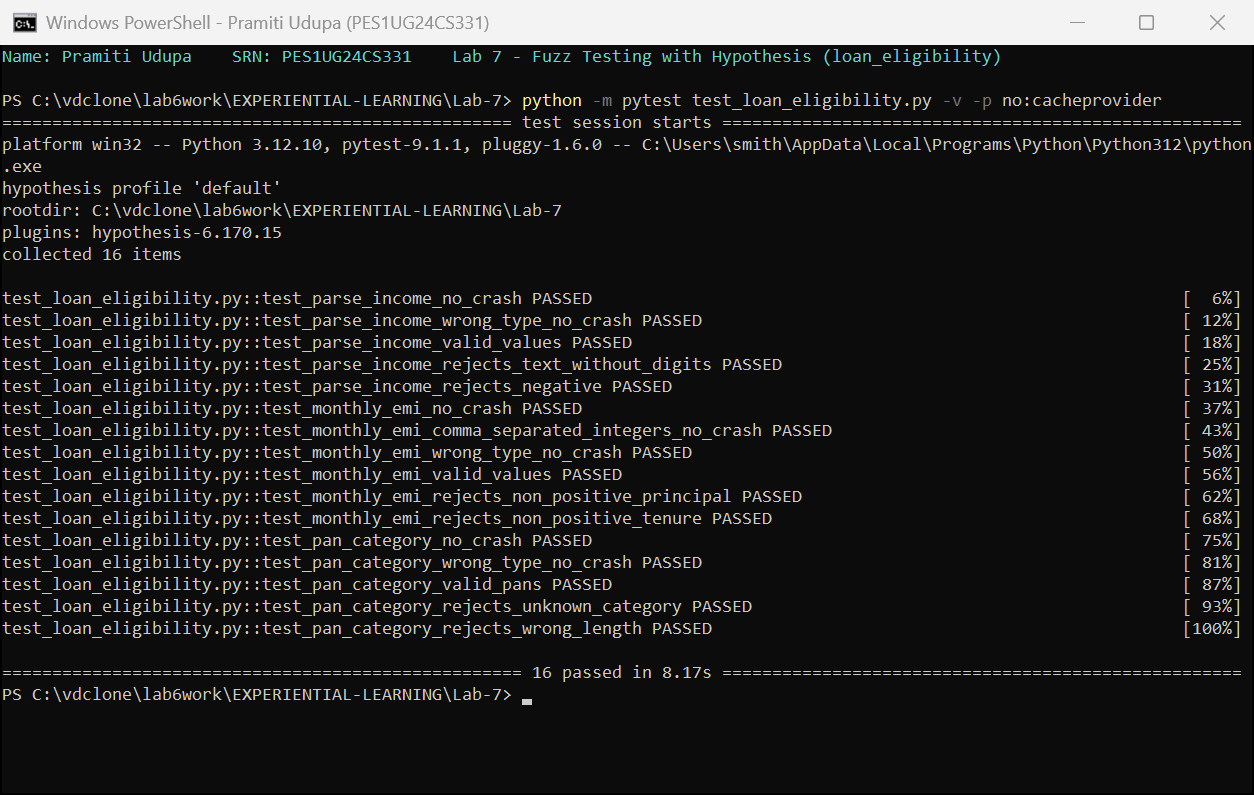 Windows PowerShell - Pramiti Udupa (PES1UG24CS331)
Name: Pramiti Udupa    SRN: PES1UG24CS331    Lab 7 - Fuzz Testing with Hypothesis (loan_eligibility)
PS C:\vdclone\lab6work\EXPERIENTIAL-LEARNING\Lab-7> python -m pytest test_loan_eligibility.py -v -p no:cacheprovider
=================================================== test session starts ====================================================
platform win32 -- Python 3.12.10, pytest-9.1.1, pluggy-1.6.0 -- C:\Users\smith\AppData\Local\Programs\Python\Python312\python
.exe
hypothesis profile 'default'
rootdir: C:\vdclone\lab6work\EXPERIENTIAL-LEARNING\Lab-7
plugins: hypothesis-6.170.15
collected 16 items
test_loan_eligibility.py::test_parse_income_no_crash PASSED [  6%]
test_loan_eligibility.py::test_parse_income_wrong_type_no_crash PASSED [ 12%]
test_loan_eligibility.py::test_parse_income_valid_values PASSED [ 18%]
test_loan_eligibility.py::test_parse_income_rejects_text_without_digits PASSED [ 25%]
test_loan_eligibility.py::test_parse_income_rejects_negative PASSED [ 31%]
test_loan_eligibility.py::test_monthly_emi_no_crash PASSED [ 37%]
test_loan_eligibility.py::test_monthly_emi_comma_separated_integers_no_crash PASSED [ 43%]
test_loan_eligibility.py::test_monthly_emi_wrong_type_no_crash PASSED [ 50%]
test_loan_eligibility.py::test_monthly_emi_valid_values PASSED [ 56%]
test_loan_eligibility.py::test_monthly_emi_rejects_non_positive_principal PASSED [ 62%]
test_loan_eligibility.py::test_monthly_emi_rejects_non_positive_tenure PASSED [ 68%]
test_loan_eligibility.py::test_pan_category_no_crash PASSED [ 75%]
test_loan_eligibility.py::test_pan_category_wrong_type_no_crash PASSED [ 81%]
test_loan_eligibility.py::test_pan_category_valid_pans PASSED [ 87%]
test_loan_eligibility.py::test_pan_category_rejects_unknown_category PASSED [ 93%]
test_loan_eligibility.py::test_pan_category_rejects_wrong_length PASSED [100%]
==================================================== 16 passed in 8.17s ====================================================
PS C:\vdclone\lab6work\EXPERIENTIAL-LEARNING\Lab-7>